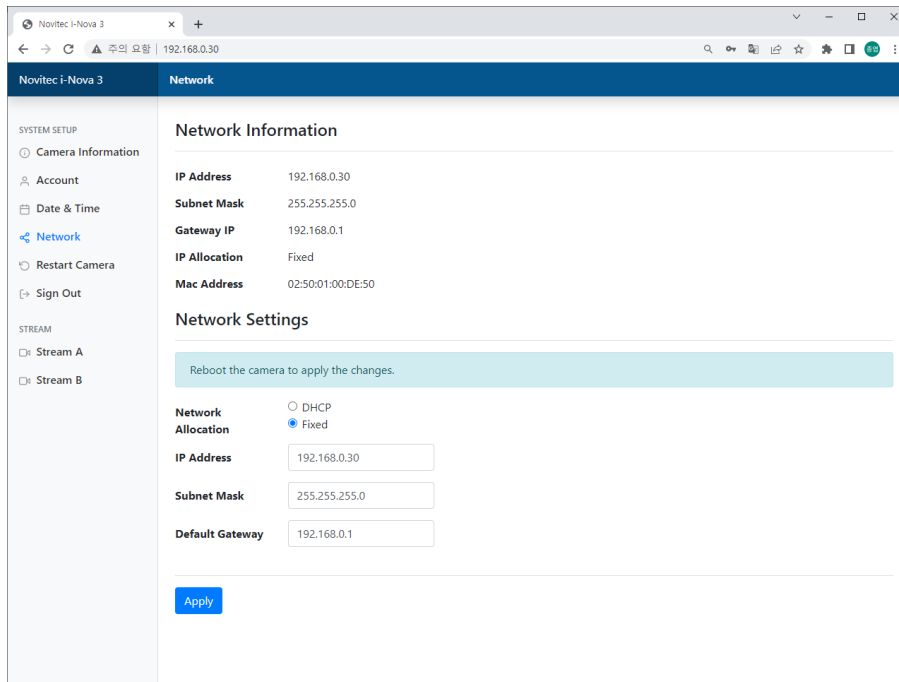 Novitec i-Nova 3
주의 요함 192.168.0.30
Novitec i-Nova 3
Network
SYSTEM SETUP
Camera Information
Account
Date & Time
Network
Restart Camera
Sign Out
STREAM
Stream A
Stream B
Network Information
IP Address 192.168.0.30
Subnet Mask 255.255.255.0
Gateway IP 192.168.0.1
IP Allocation Fixed
Mac Address 02:50:01:00:DE:50
Network Settings
Reboot the camera to apply the changes.
Network Allocation
DHCP
Fixed
IP Address 192.168.0.30
Subnet Mask 255.255.255.0
Default Gateway 192.168.0.1
Apply